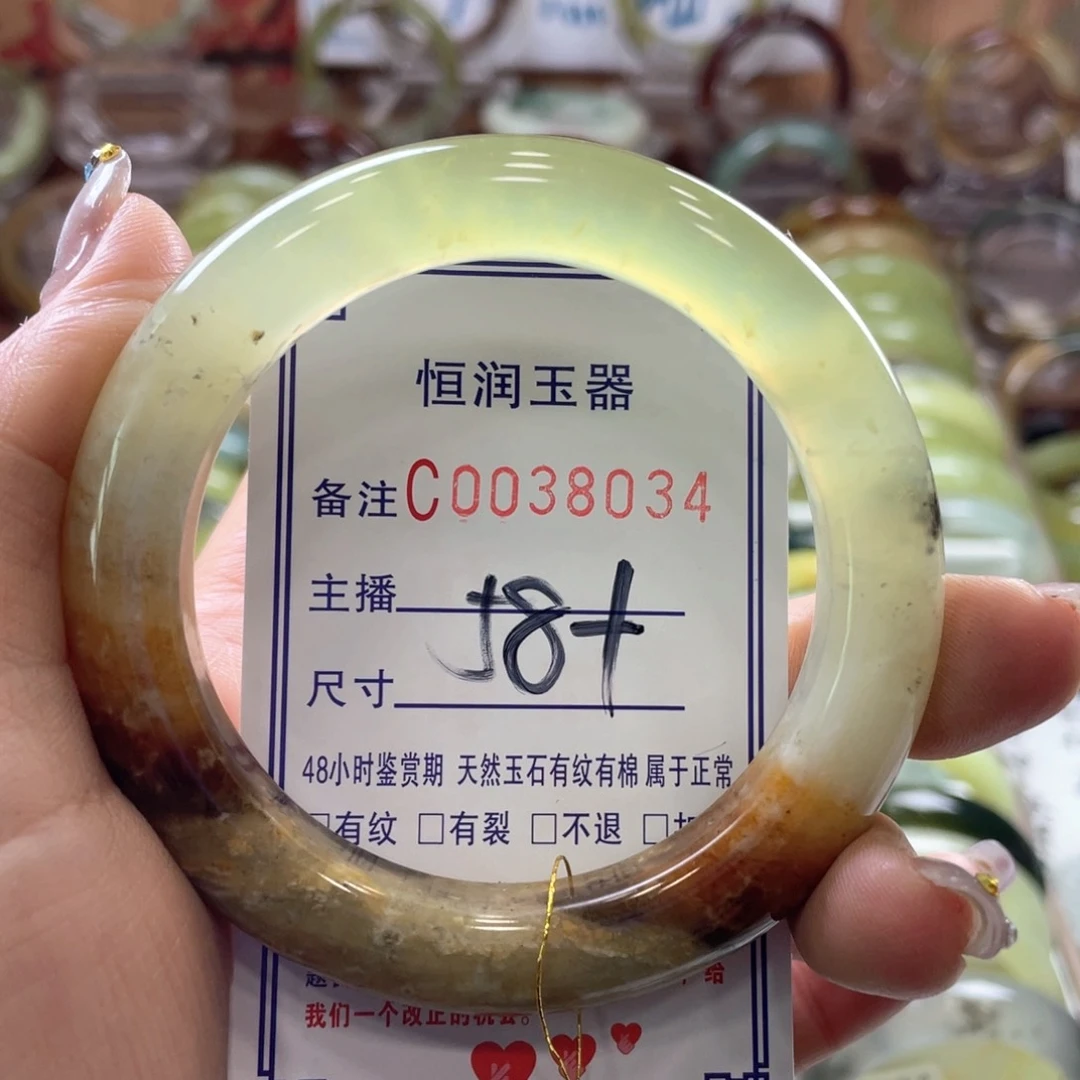 恒润玉器
备注C0038034
主播
58+
尺寸
48小时鉴赏期 天然玉石有纹有棉属于正常
□有纹 □有裂 □不退 □
给
我们一个改正的机会。